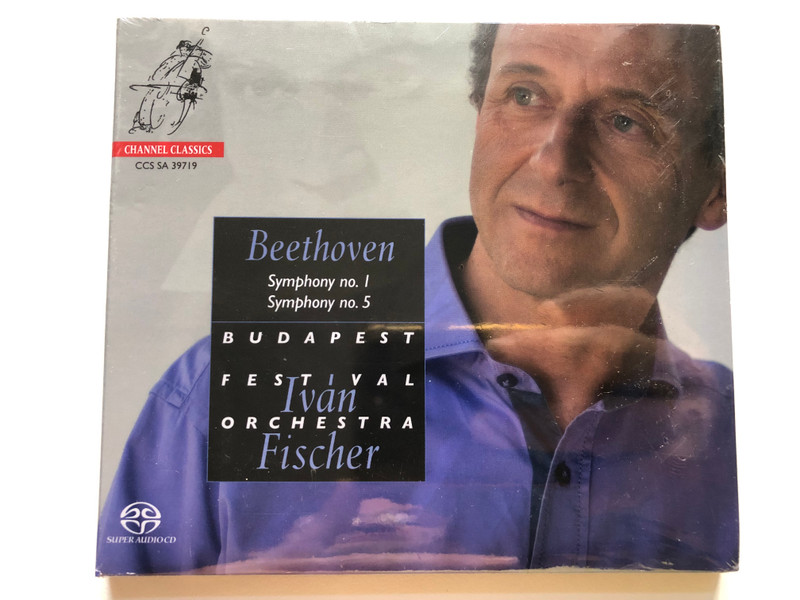 CHANNEL CLASSICS
CCS SA 39719
Beethoven
Symphony no. 1
Symphony no. 5
BUDAPEST
FESTIVAL
Iván
ORCHESTRA
Fischer
SUPER AUDIO CD